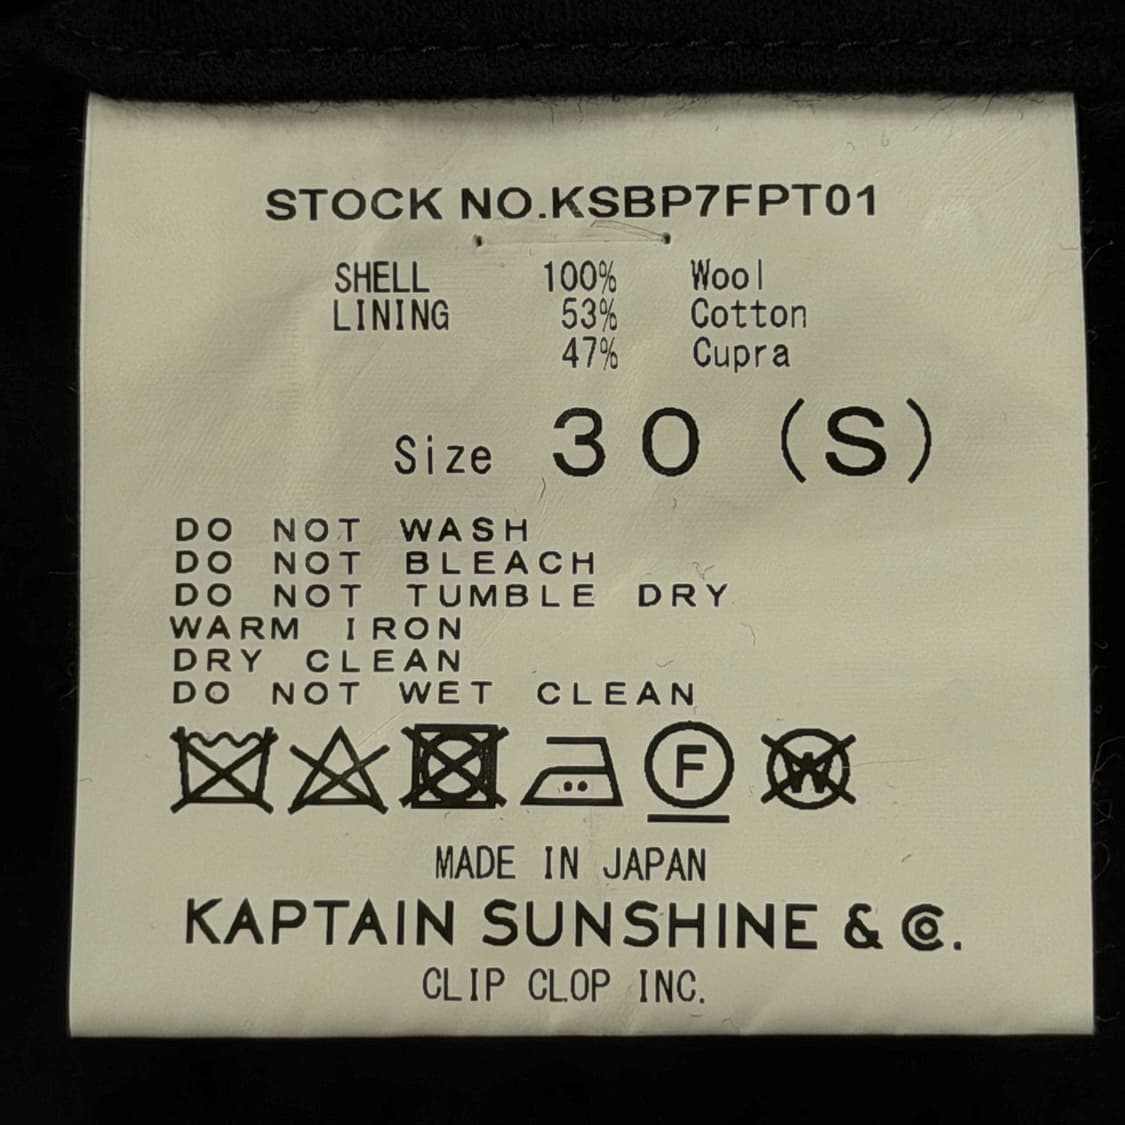 STOCK NO.KSBP7FPT01
SHELL 100% Wool
LINING 53% Cotton
47% Cupra
Size 30 (S)
DO NOT WASH
DO NOT BLEACH
DO NOT TUMBLE DRY
WARM IRON
DRY CLEAN
DO NOT WET CLEAN
F W
MADE IN JAPAN
KAPTAIN SUNSHINE & Co.
CLIP CLOP INC.